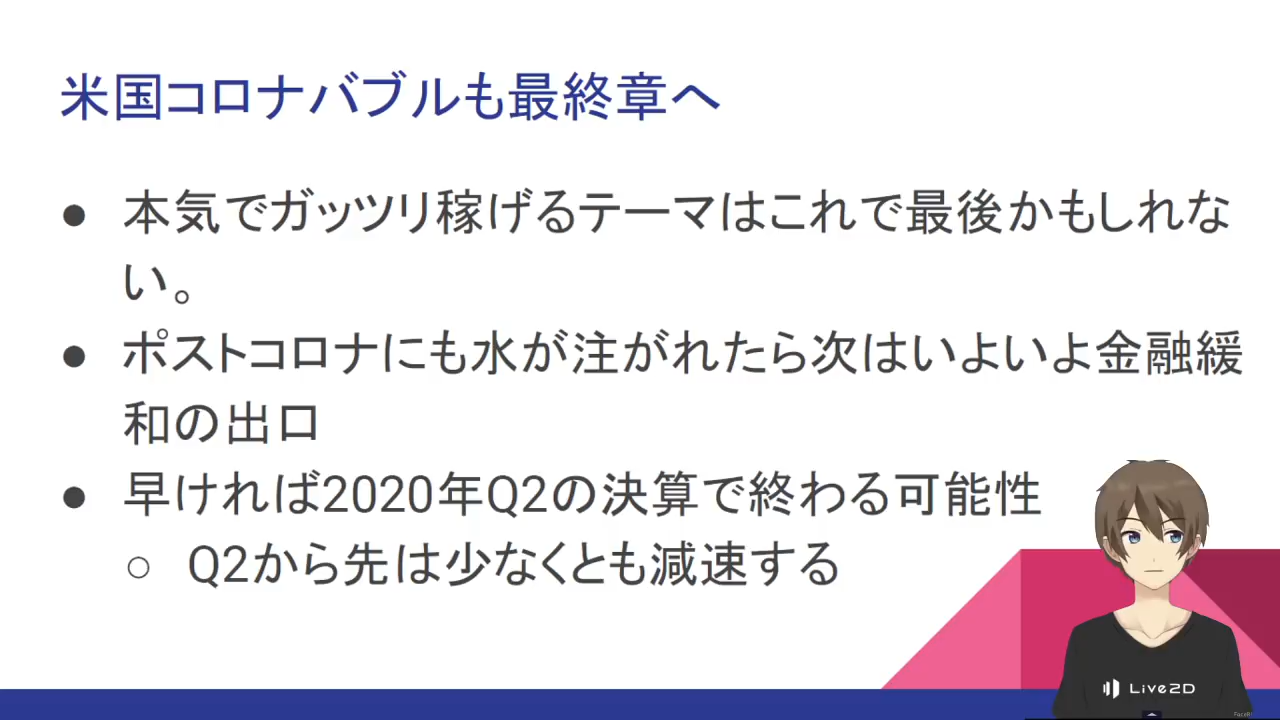 米国コロナバブルも最終章へ
● 本気でガッツリ稼げるテーマはこれで最後かもしれな
い。
● ポストコロナにも水が注がれたら次はいよいよ金融緩
和の出口
● 早ければ2020年Q2の決算で終わる可能性
○ Q2から先は少なくとも減速する
Live2D